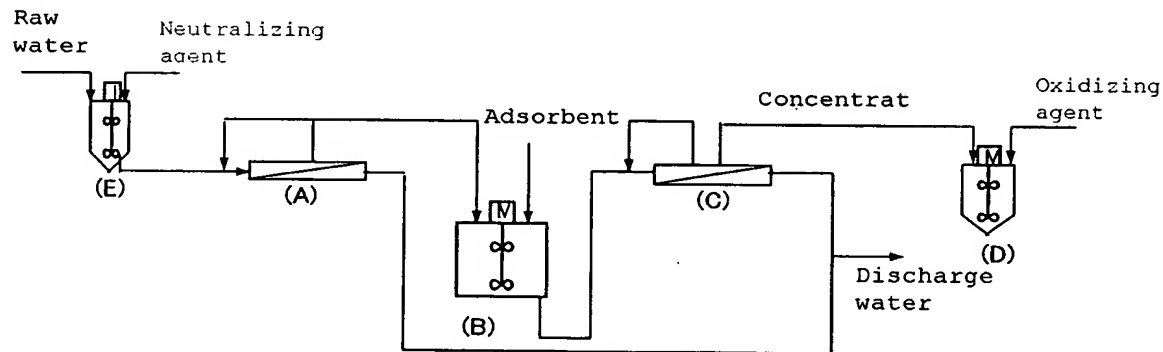 Raw
water
Neutralizing
agent
Adsorbent
Concentrat
Oxidizing
agent
M
M
(E)
(A)
(B)
(C)
(D)
Discharge
water